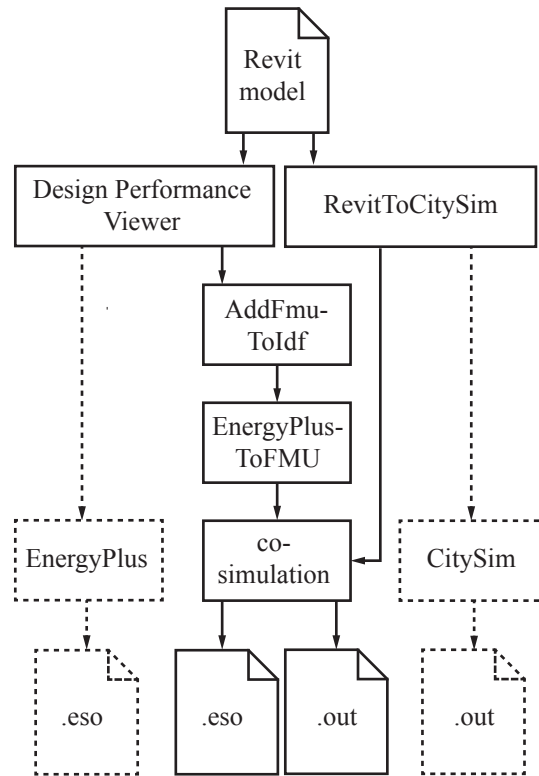 Revit
model
Design Performance
Viewer
RevitToCitySim
AddFmu-
ToIdf
EnergyPlus-
ToFMU
EnergyPlus
co-
simulation
CitySim
.eso
.eso
.out
.out